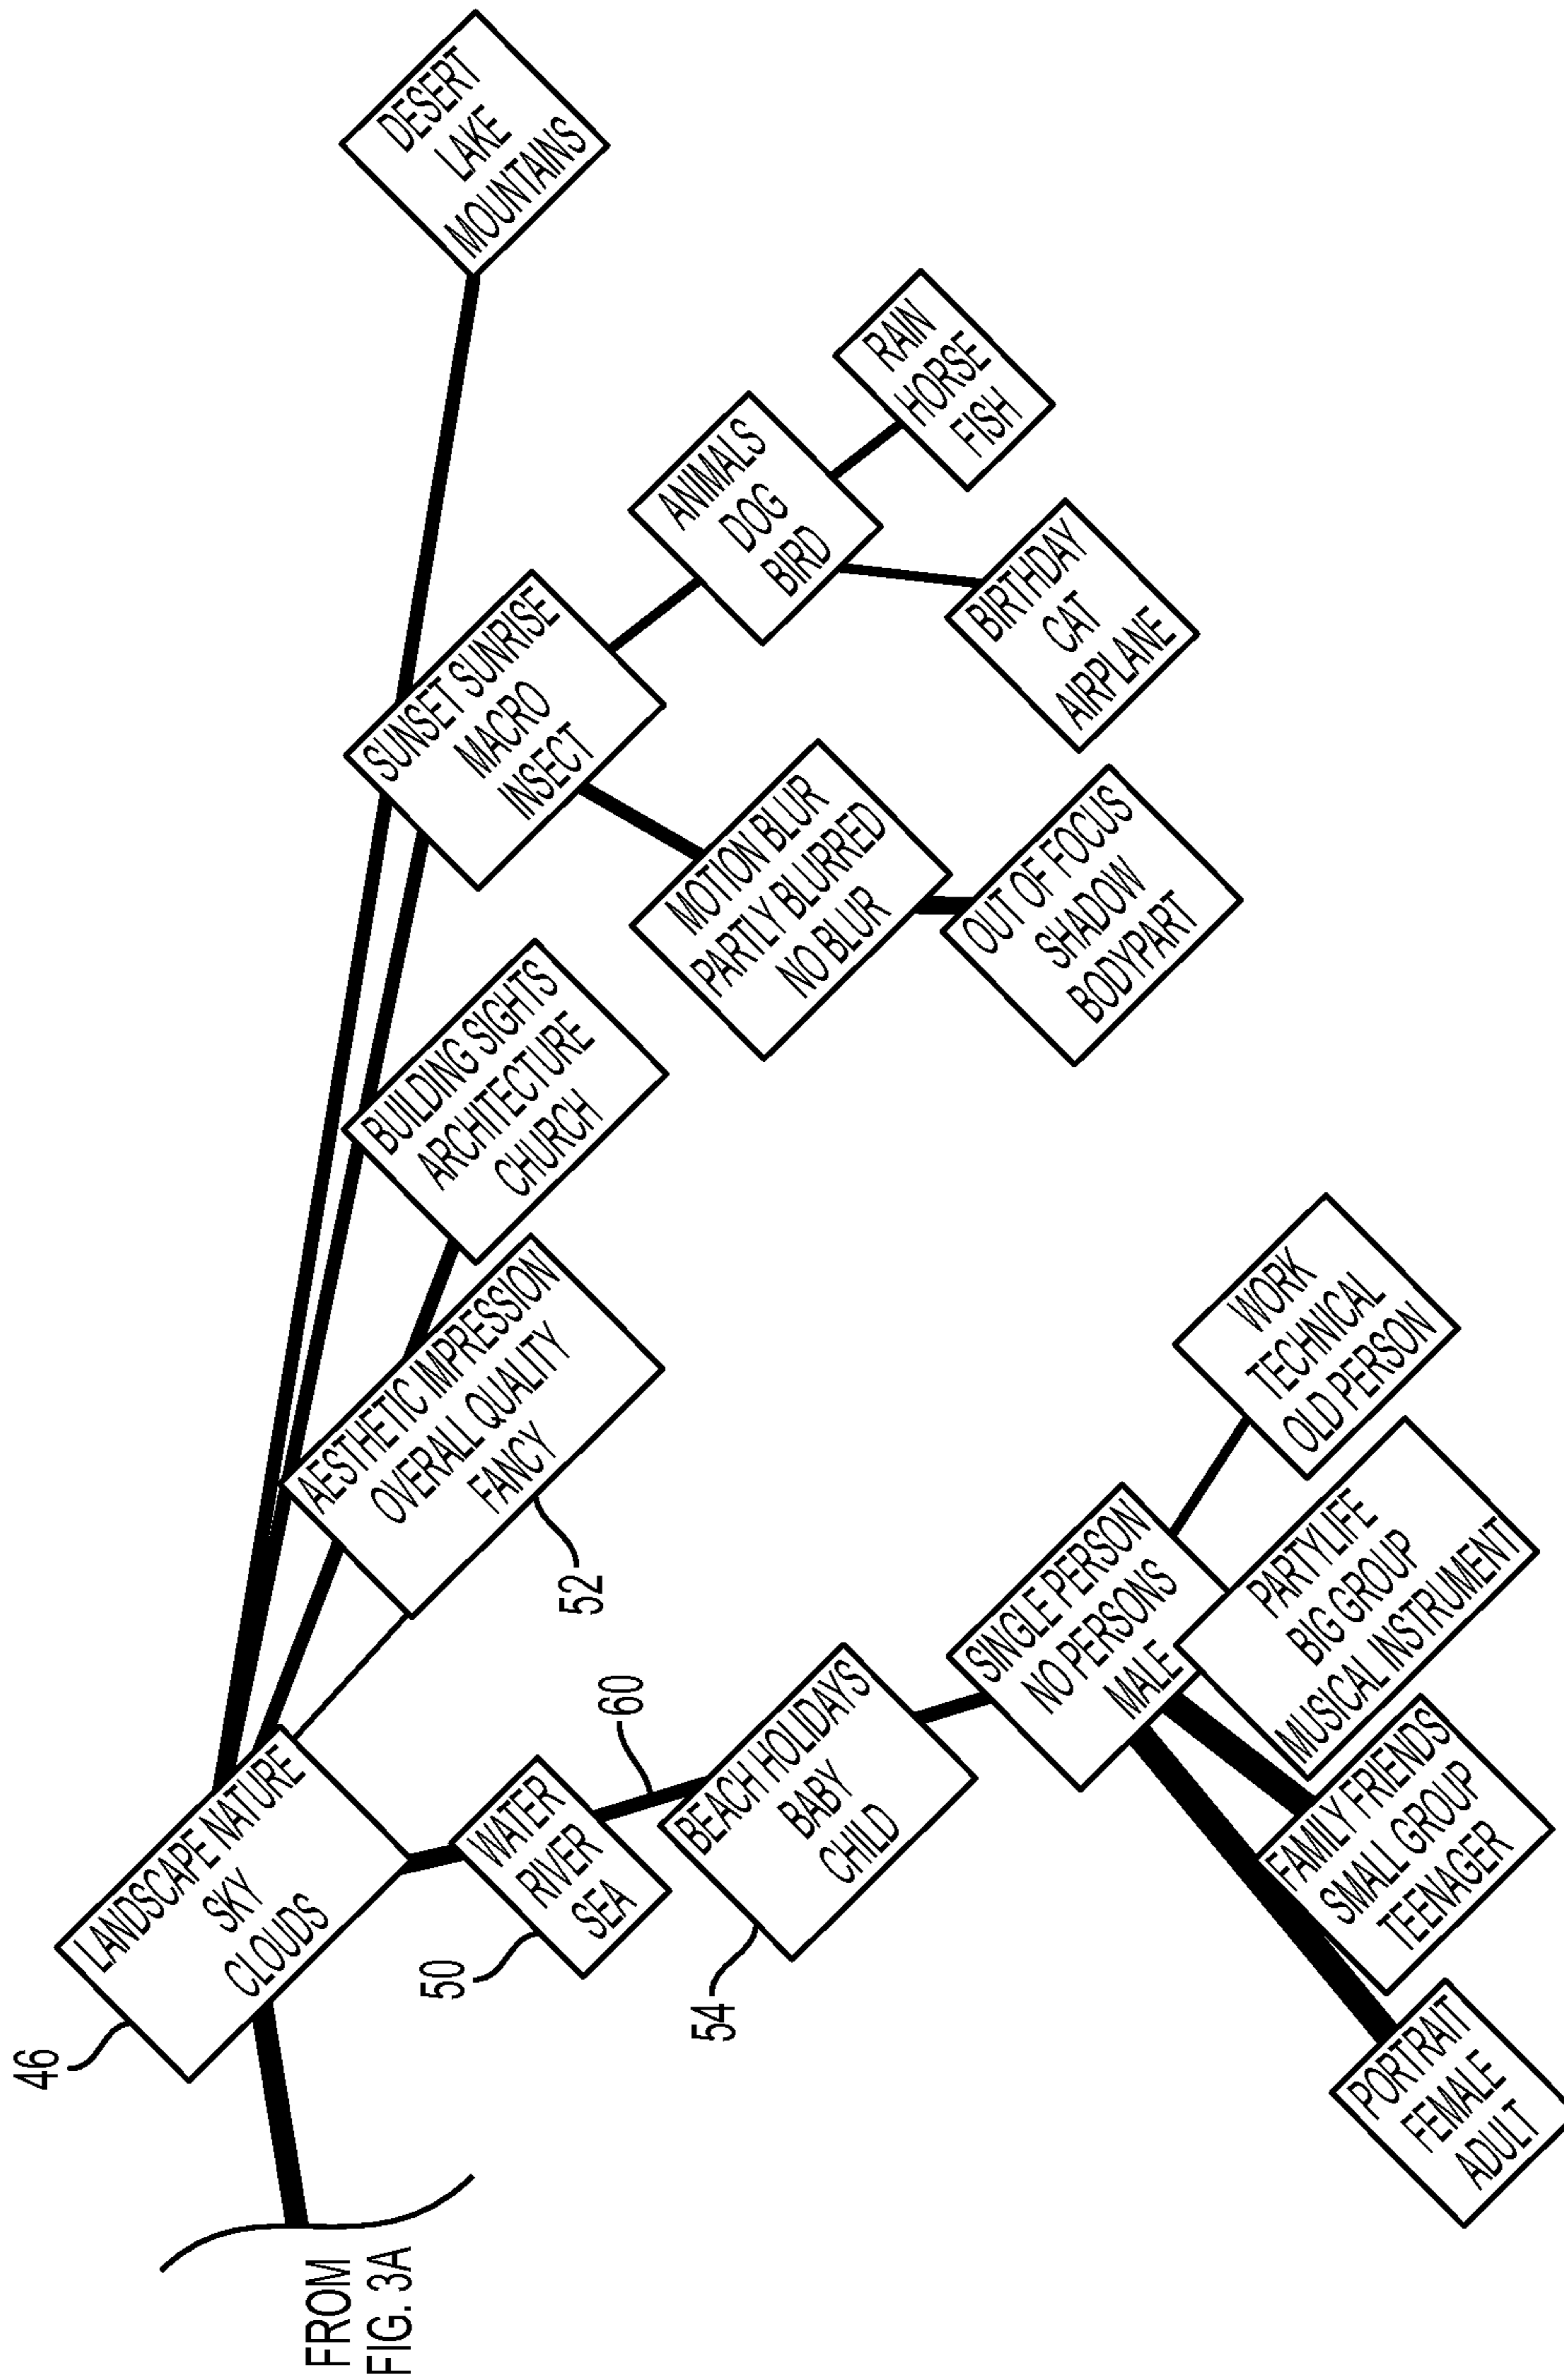 FROM
FIG. 3A
46
LANDSCAPE NATURE
SKY
CLOUDS
50
WATER
RIVER
SEA
60
54
BEACH HOLIDAYS
BABY
CHILD
52
AESTHETIC IMPRESSION
OVERALL QUALITY
FANCY
BUILDING SIGHTS
ARCHITECTURE
CHURCH
SUNSET SUNRISE
MACRO
INSECT
DESERT
LAKE
MOUNTAINS
ANIMALS
DOG
BIRD
RAIN
HORSE
FISH
BIRTHDAY
CAT
AIRPLANE
MOTION BLUR
PARTLY BLURRED
NO BLUR
OUT OF FOCUS
SHADOW
BODYPART
SINGLE PERSON
NO PERSONS
MALE
WORK
TECHNICAL
OLD PERSON
PARTYLIFE
BIG GROUP
MUSICAL INSTRUMENT
FAMILY FRIENDS
SMALL GROUP
TEENAGER
PORTRAIT
FEMALE
ADULT